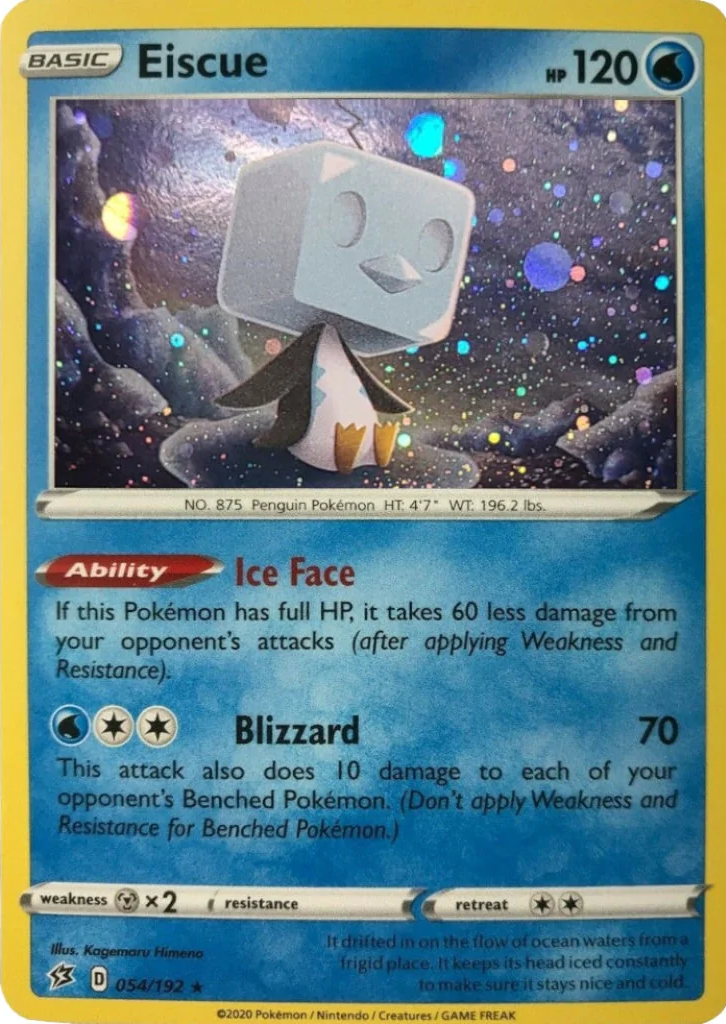 BASIC Eiscue HP 120
NO. 875 Penguin Pokémon HT: 4'7" WT: 196.2 lbs.
Ability Ice Face
If this Pokémon has full HP, it takes 60 less damage from
your opponent's attacks (after applying Weakness and
Resistance).
Blizzard 70
This attack also does 10 damage to each of your
opponent's Benched Pokémon. (Don't apply Weakness and
Resistance for Benched Pokémon.)
weakness ×2 resistance retreat
Illus. Kagemaru Himeno
It drifted in on the flow of ocean waters from a
frigid place. It keeps its head iced constantly
to make sure it stays nice and cold.
D 054/192 ★
©2020 Pokémon / Nintendo / Creatures / GAME FREAK